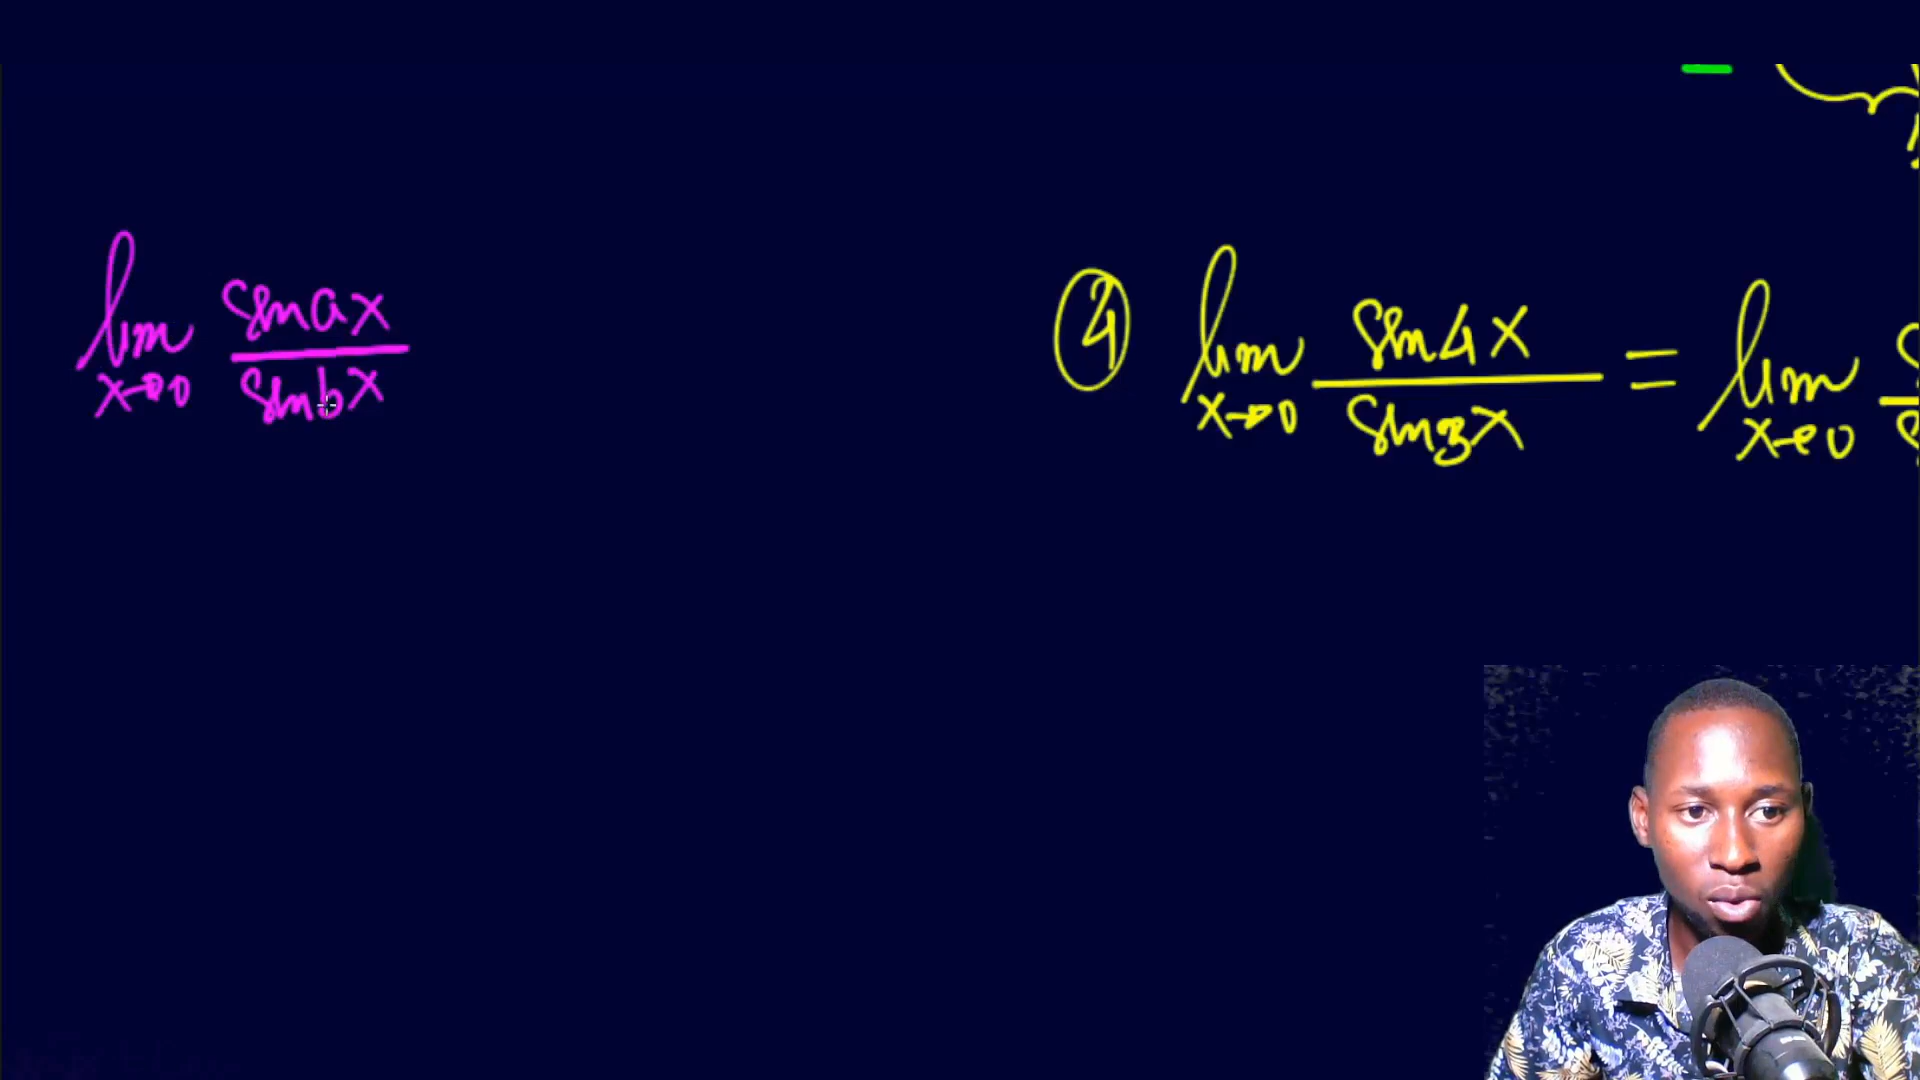 lim x→0 sin ax / sin bx
④ lim x→0 sin 4x / sin 3x = lim x→0